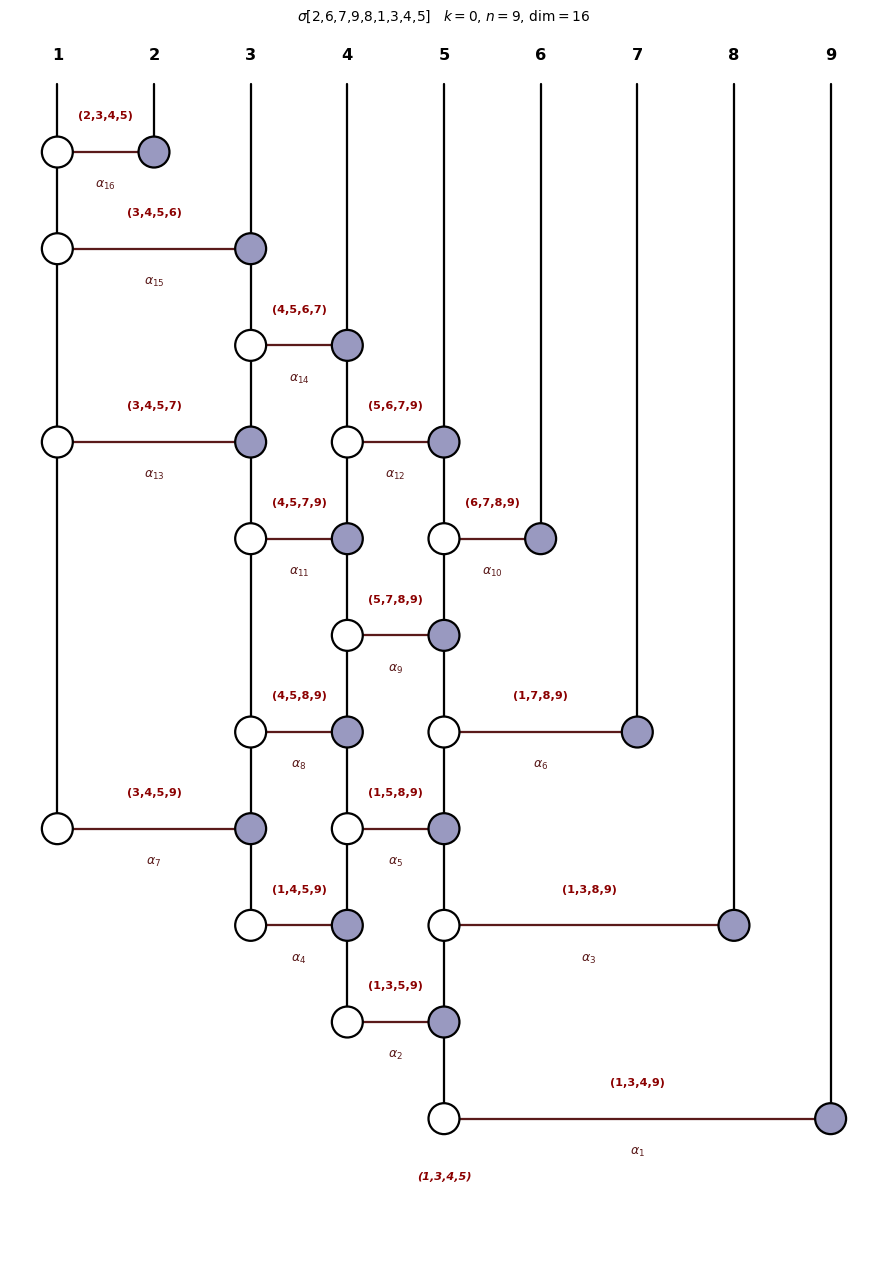 σ[2,6,7,9,8,1,3,4,5]   k = 0, n = 9, dim = 16
1 2 3 4 5 6 7 8 9
(2,3,4,5)
α₁₆
(3,4,5,6)
α₁₅
(4,5,6,7)
α₁₄
(3,4,5,7) (5,6,7,9)
α₁₃ α₁₂
(4,5,7,9) (6,7,8,9)
α₁₁ α₁₀
(5,7,8,9)
α₉
(4,5,8,9) (1,7,8,9)
α₈ α₆
(3,4,5,9) (1,5,8,9)
α₇ α₅
(1,4,5,9) (1,3,8,9)
α₄ α₃
(1,3,5,9)
α₂
(1,3,4,9)
α₁
(1,3,4,5)